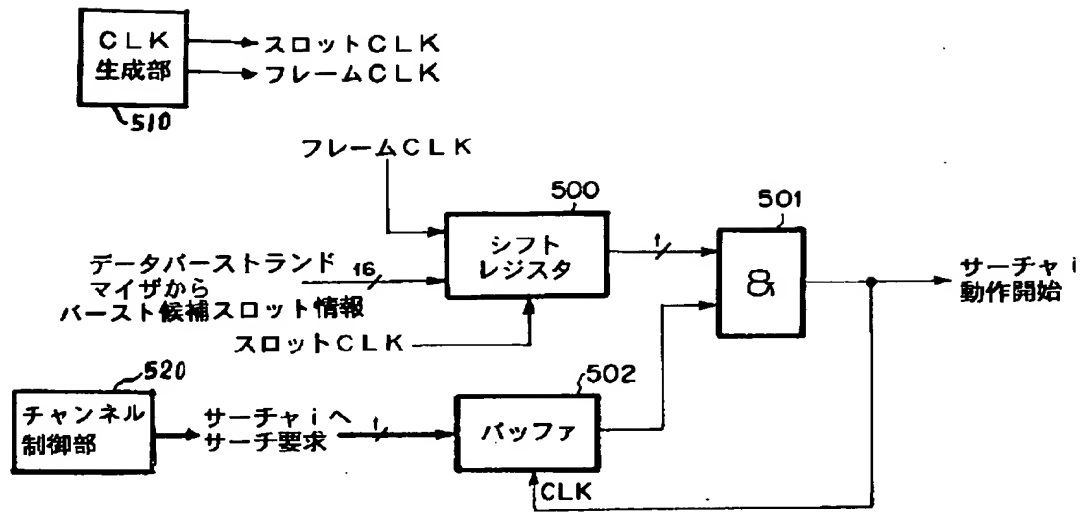 CLK
生成部
510
スロットCLK
フレームCLK
フレームCLK
500
シフト
レジスタ
データバーストランド
マイザから
バースト候補スロット情報
16
スロットCLK
1
501
&
サーチャi
動作開始
520
チャンネル
制御部
サーチャiへ
サーチ要求
1
502
バッファ
CLK